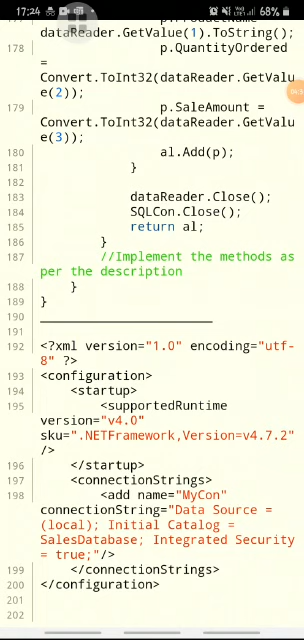 17:24 68%
p.ProductName =
dataReader.GetValue(1).ToString();
178 p.QuantityOrdered
=
Convert.ToInt32(dataReader.GetValu
e(2));
179 p.SaleAmount =
Convert.ToInt32(dataReader.GetValu
e(3));
180 al.Add(p);
181 }
182
183 dataReader.Close();
184 SQLCon.Close();
185 return al;
186 }
187 //Implement the methods as
per the description
188 }
189 }
190
191 ______________________
192 <?xml version="1.0" encoding="utf-
8" ?>
193 <configuration>
194 <startup>
195 <supportedRuntime
version="v4.0"
sku=".NETFramework,Version=v4.7.2"
/>
196 </startup>
197 <connectionStrings>
198 <add name="MyCon"
connectionString="Data Source =
(local); Initial Catalog =
SalesDatabase; Integrated Security
= true;"/>
199 </connectionStrings>
200 </configuration>
201
202